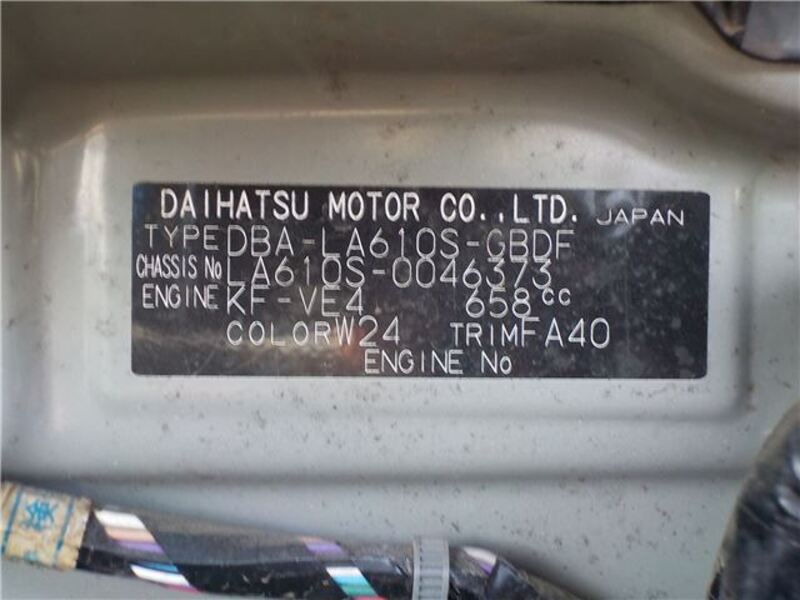 DAIHATSU MOTOR CO.,LTD. JAPAN
TYPE DBA-LA610S-GBDF
CHASSIS No LA610S-0046373
ENGINE KF-VE4 658cc
COLOR W24 TRIM FA40
ENGINE No
検